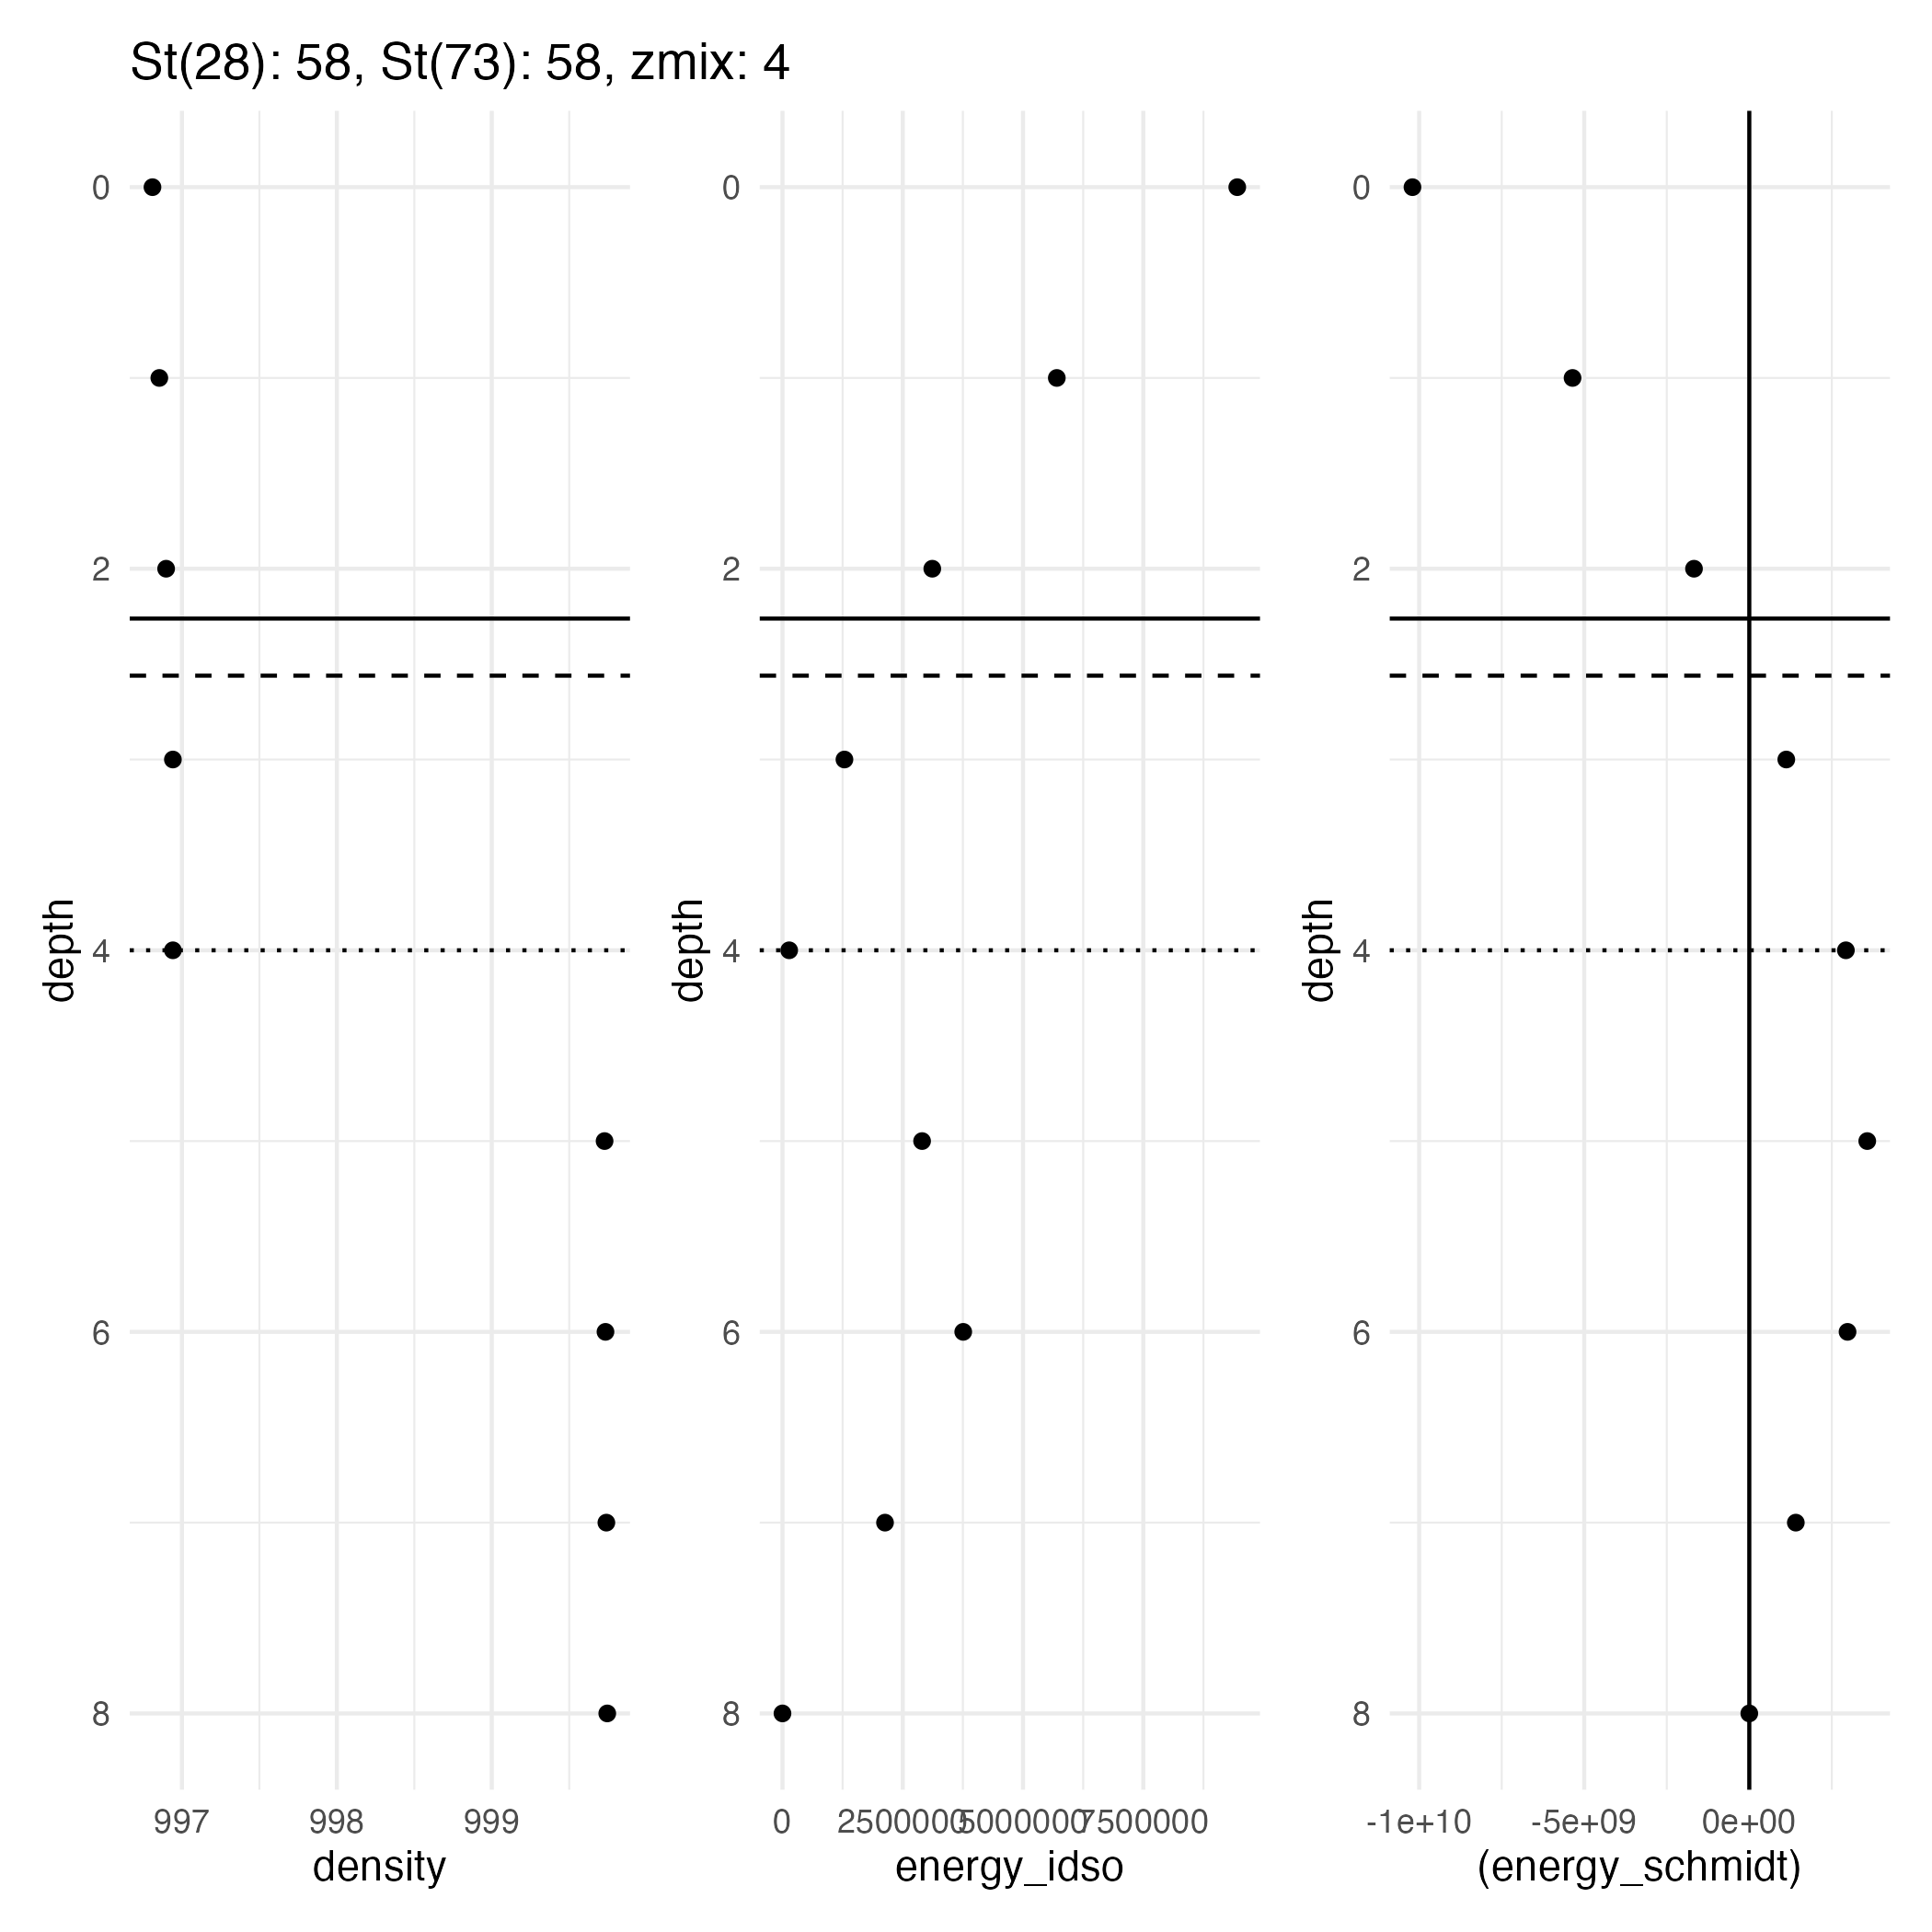 St(28): 58, St(73): 58, zmix: 4
depth
0
2
4
6
8
997 998 999
density
depth
0
2
4
6
8
0 2500000 5000000 7500000
energy_idso
depth
0
2
4
6
8
-1e+10 -5e+09 0e+00
(energy_schmidt)